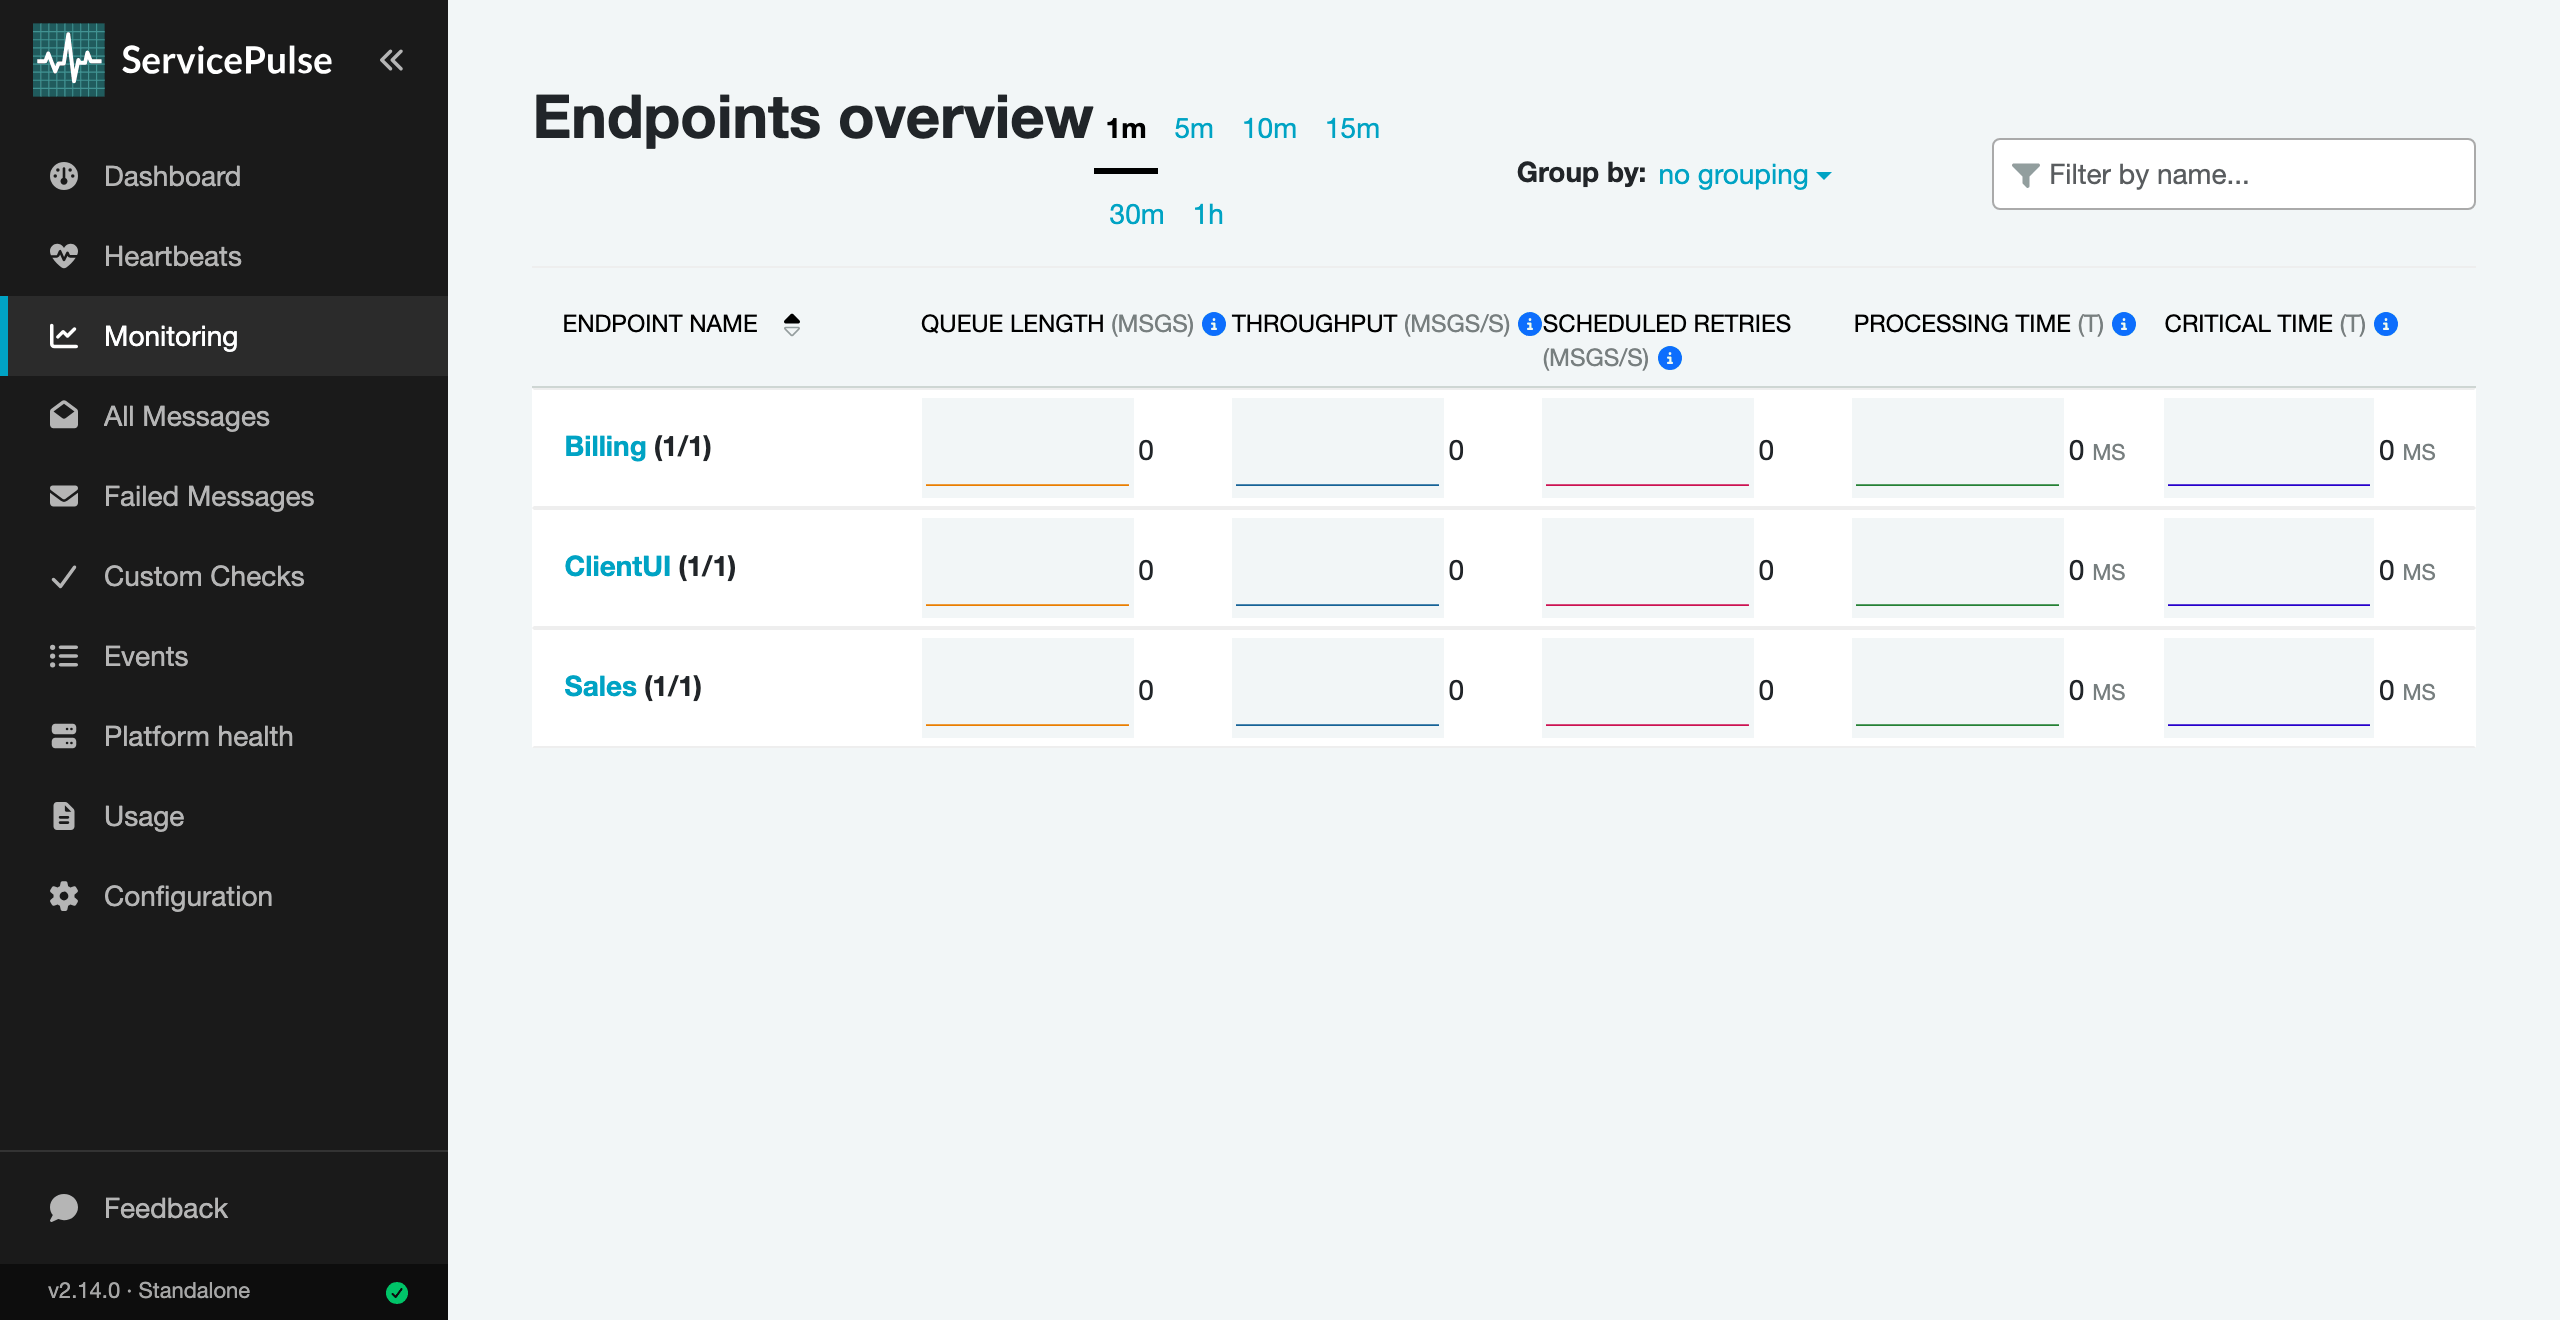 ServicePulse
Dashboard
Heartbeats
Monitoring
All Messages
Failed Messages
Custom Checks
Events
Platform health
Usage
Configuration
Feedback
v2.14.0 · Standalone
Endpoints overview 1m 5m 10m 15m
30m 1h
Group by: no grouping
Filter by name...
ENDPOINT NAME QUEUE LENGTH (MSGS) THROUGHPUT (MSGS/S) SCHEDULED RETRIES PROCESSING TIME (T) CRITICAL TIME (T)
(MSGS/S)
Billing (1/1) 0 0 0 0 MS 0 MS
ClientUI (1/1) 0 0 0 0 MS 0 MS
Sales (1/1) 0 0 0 0 MS 0 MS